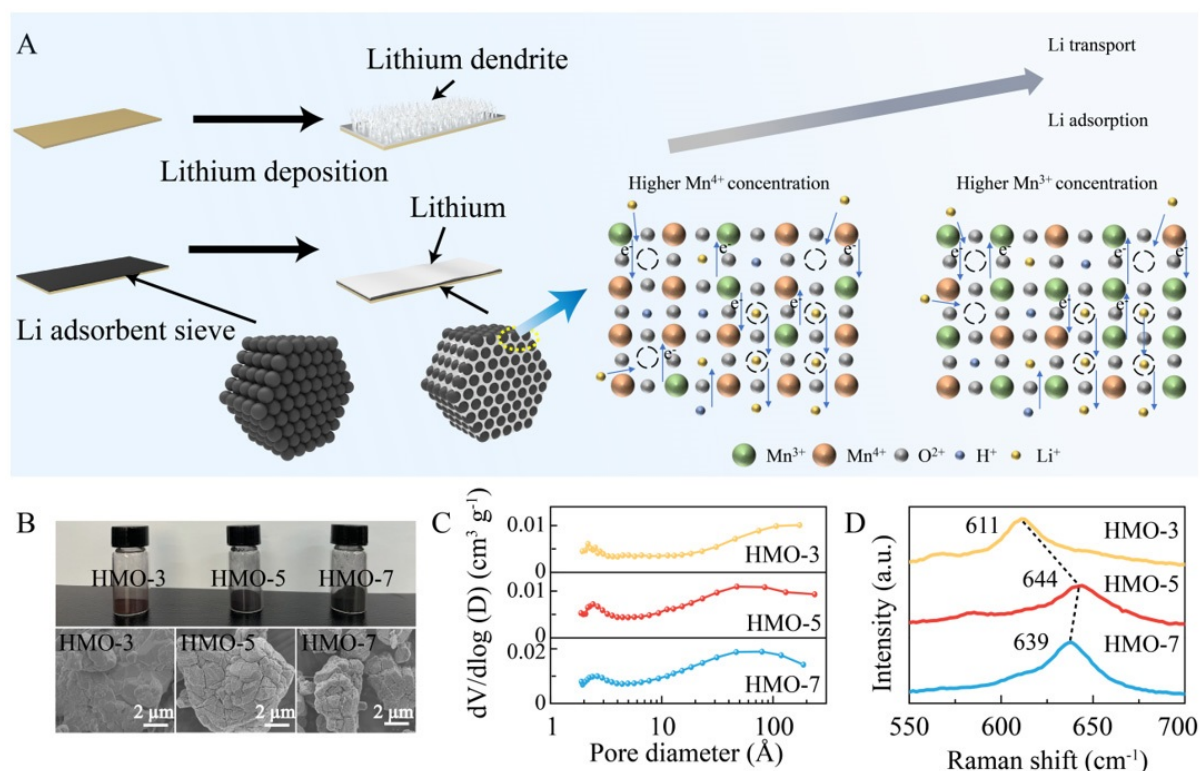 A
Lithium dendrite
Lithium deposition
Lithium
Li adsorbent sieve
Li transport
Li adsorption
Higher Mn⁴⁺ concentration
Higher Mn³⁺ concentration
e⁻ e⁻ e⁻ e⁻ e⁻ e⁻
e⁻ e⁻ e⁻ e⁻ e⁻
Mn³⁺ Mn⁴⁺ O²⁺ H⁺ Li⁺
B
HMO-3 HMO-5 HMO-7
HMO-3 HMO-5 HMO-7
2 μm 2 μm 2 μm
C
dV/dlog (D) (cm³ g⁻¹)
0.01
HMO-3
0
0.01
HMO-5
0
0.02
HMO-7
0
1 10 100
Pore diameter (Å)
D
Intensity (a.u.)
611
HMO-3
644
HMO-5
639
HMO-7
550 600 650 700
Raman shift (cm⁻¹)